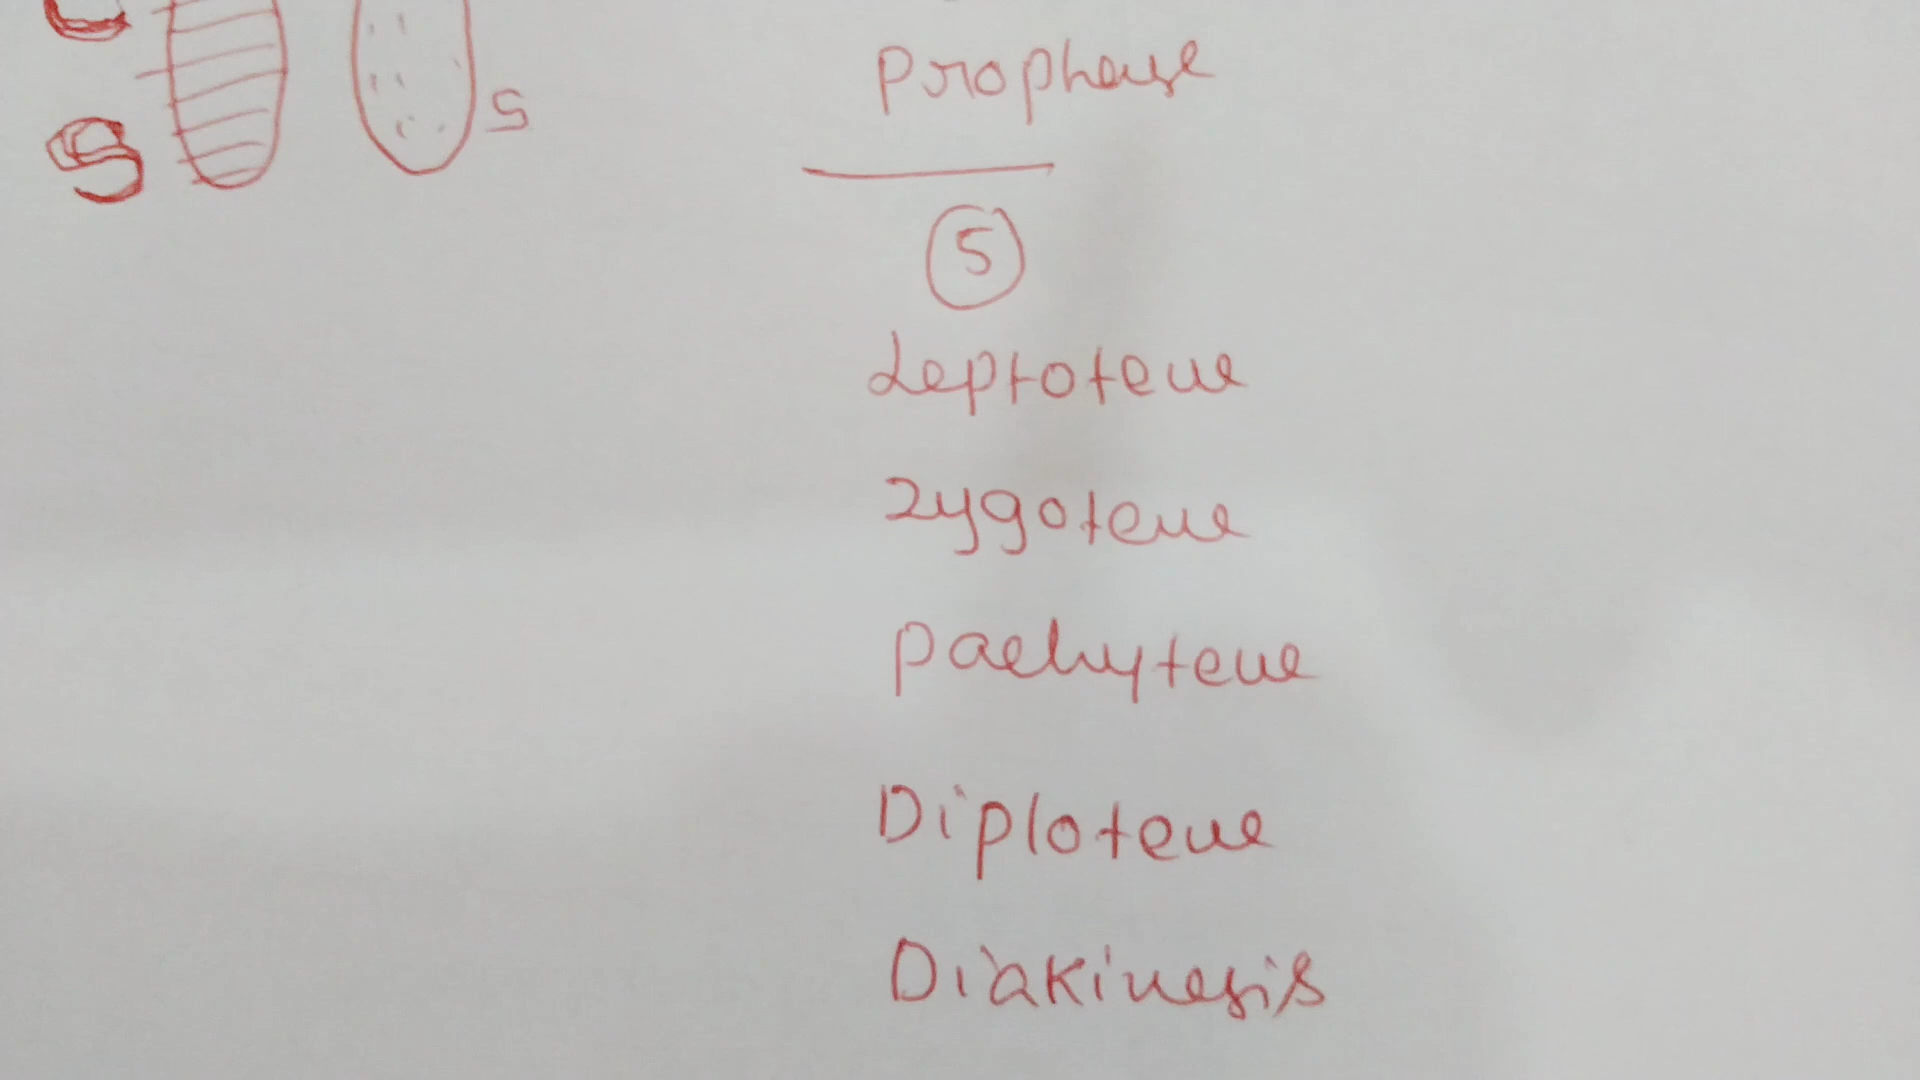 Prophase
5
S
S
Leptotene
Zygotene
Pachytene
Diplotene
Diakinesis